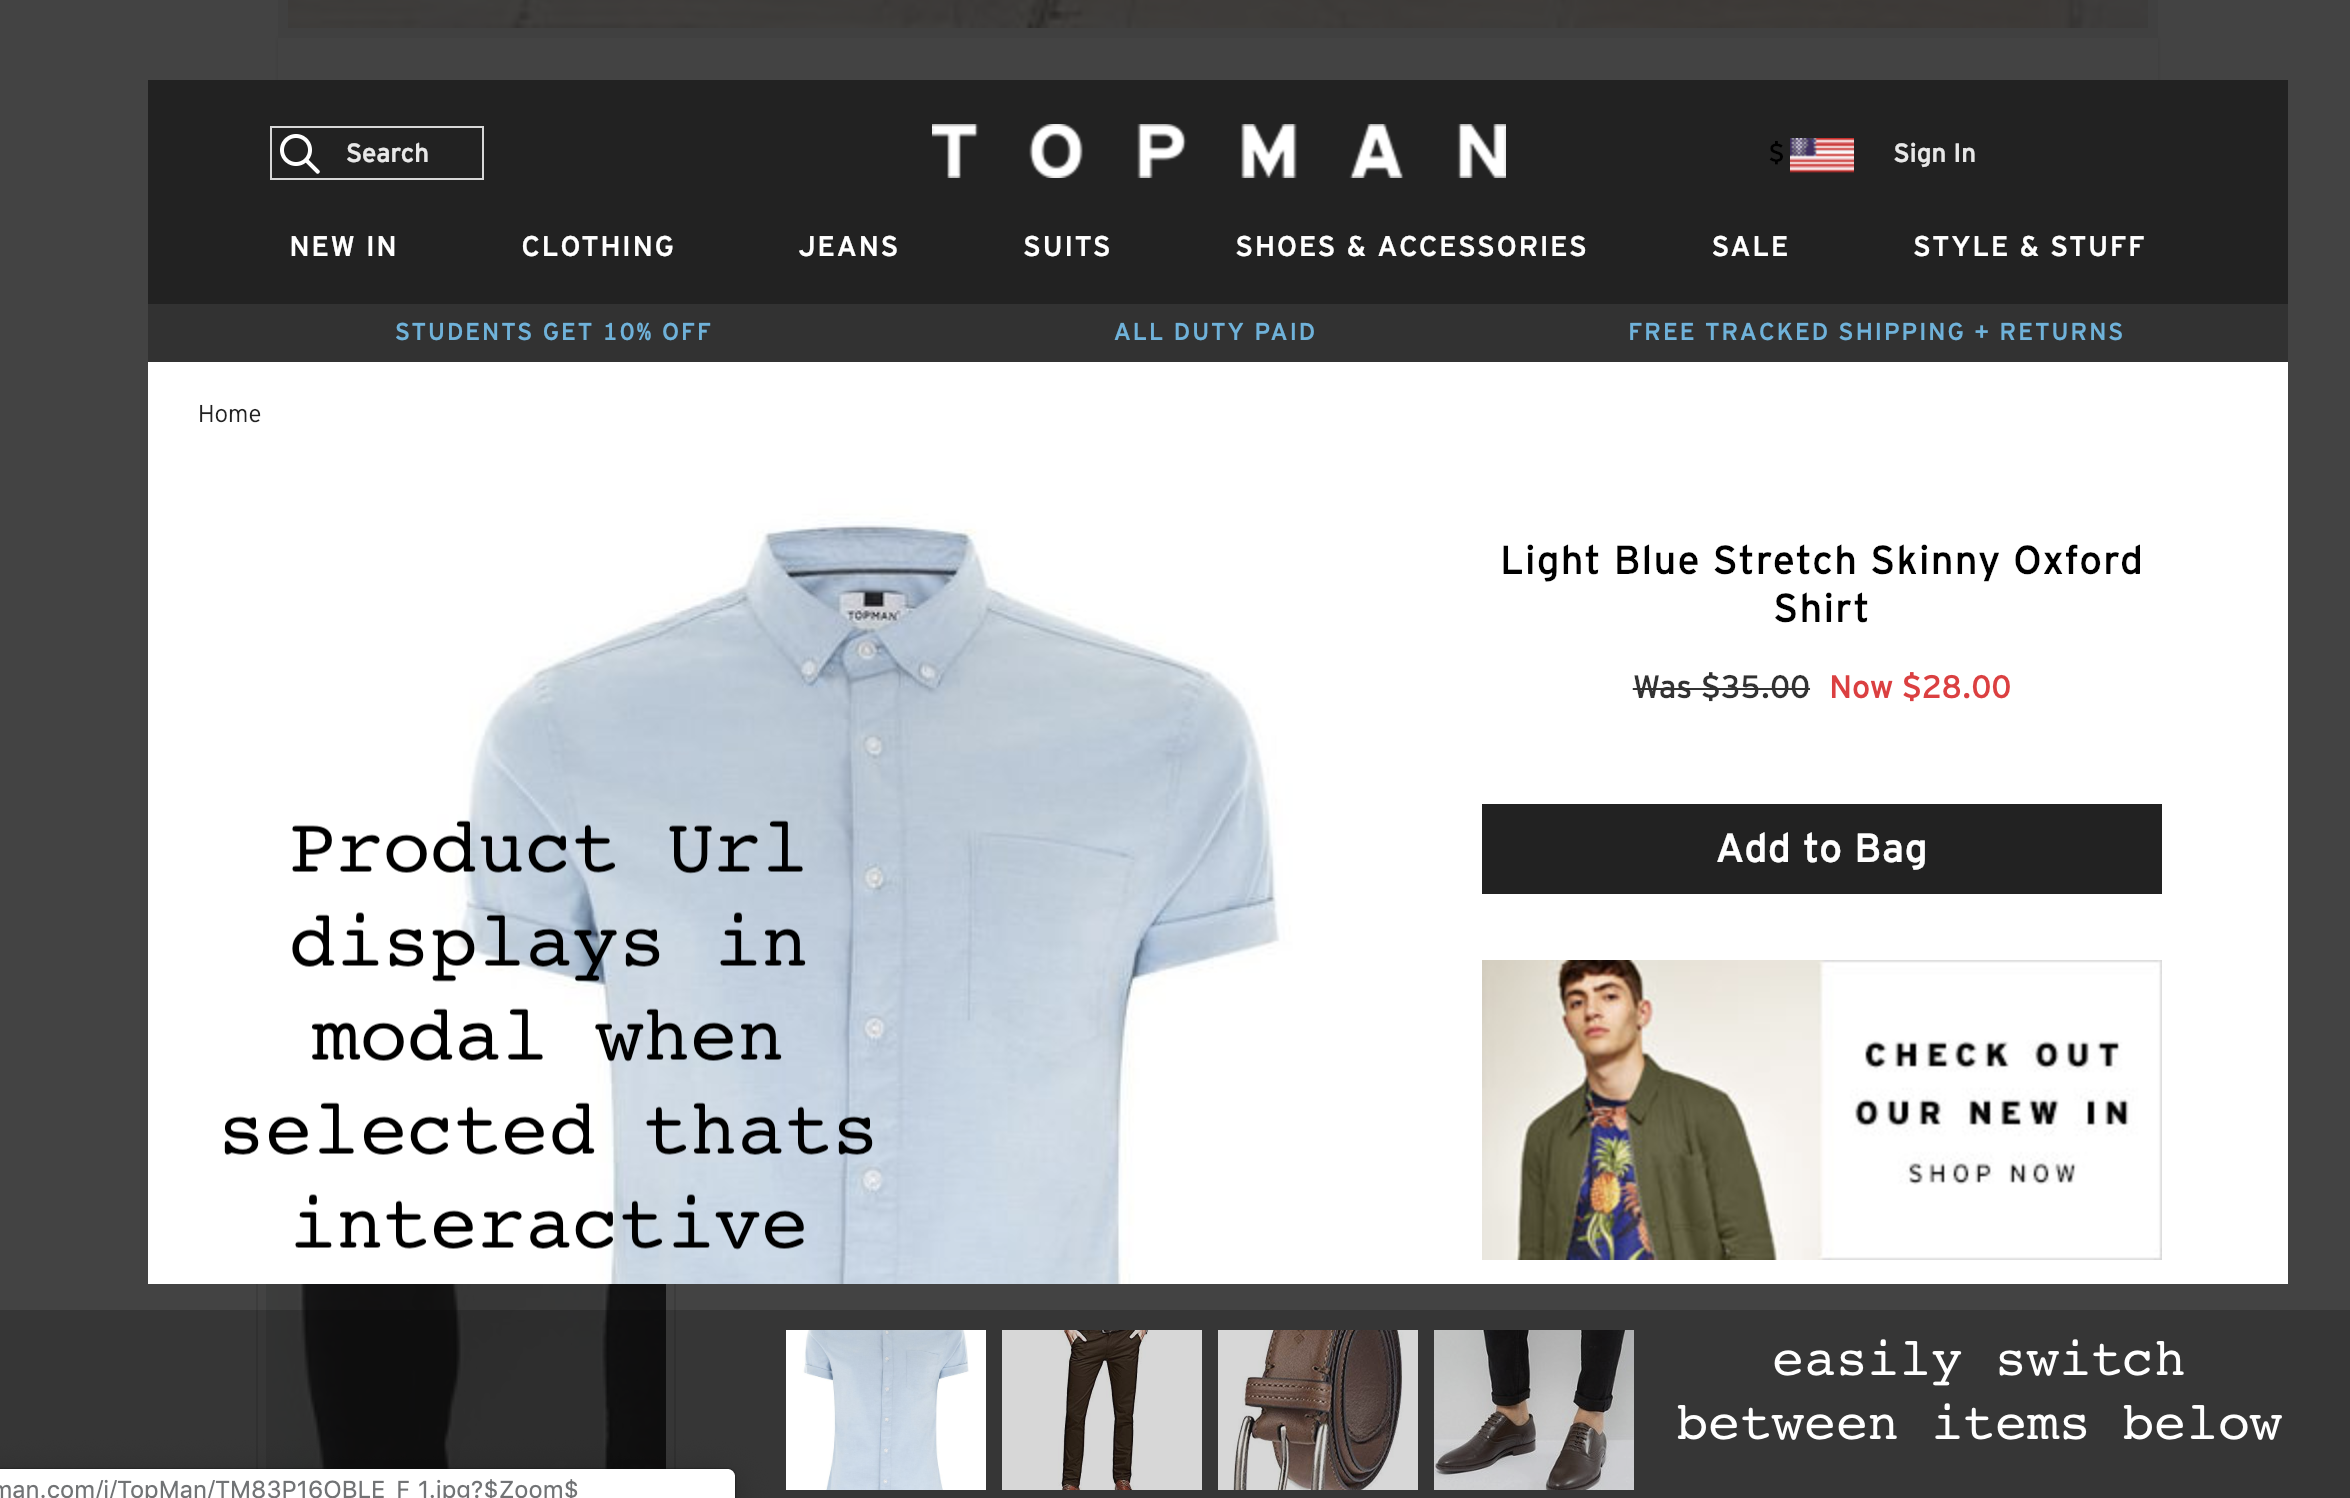 Search
TOPMAN
$
Sign In
NEW IN
CLOTHING
JEANS
SUITS
SHOES & ACCESSORIES
SALE
STYLE & STUFF
STUDENTS GET 10% OFF
ALL DUTY PAID
FREE TRACKED SHIPPING + RETURNS
Home
TOPMAN
Light Blue Stretch Skinny Oxford
Shirt
Was $35.00 Now $28.00
Add to Bag
Product Url
displays in
modal when
selected thats
interactive
CHECK OUT
OUR NEW IN
SHOP NOW
easily switch
between items below
man.com/i/TopMan/TM83P16OBLE_F_1.jpg?$Zoom$